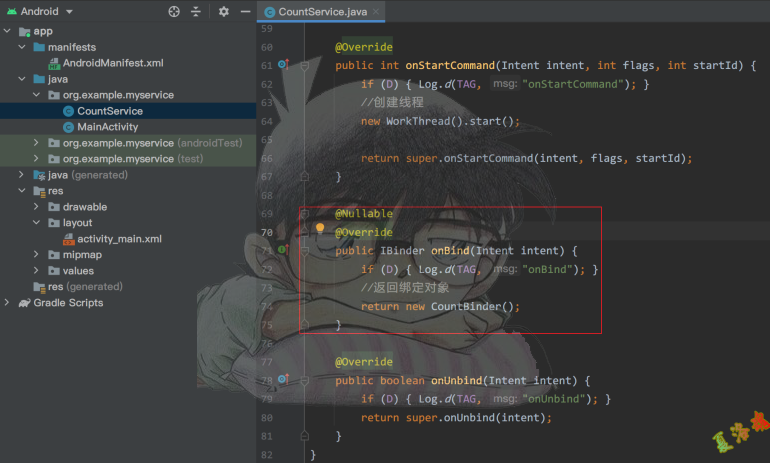 Android
app
manifests
AndroidManifest.xml
java
org.example.myservice
CountService
MainActivity
org.example.myservice (androidTest)
org.example.myservice (test)
java (generated)
res
drawable
layout
activity_main.xml
mipmap
values
res (generated)
Gradle Scripts
CountService.java
59
60 @Override
61 public int onStartCommand(Intent intent, int flags, int startId) {
62 if (D) { Log.d(TAG, msg: "onStartCommand"); }
63 //创建线程
64 new WorkThread().start();
65
66 return super.onStartCommand(intent, flags, startId);
67 }
68
69 @Nullable
70 @Override
71 public IBinder onBind(Intent intent) {
72 if (D) { Log.d(TAG, msg: "onBind"); }
73 //返回绑定对象
74 return new CountBinder();
75 }
76
77 @Override
78 public boolean onUnbind(Intent intent) {
79 if (D) { Log.d(TAG, msg: "onUnbind"); }
80 return super.onUnbind(intent);
81 }
82 }